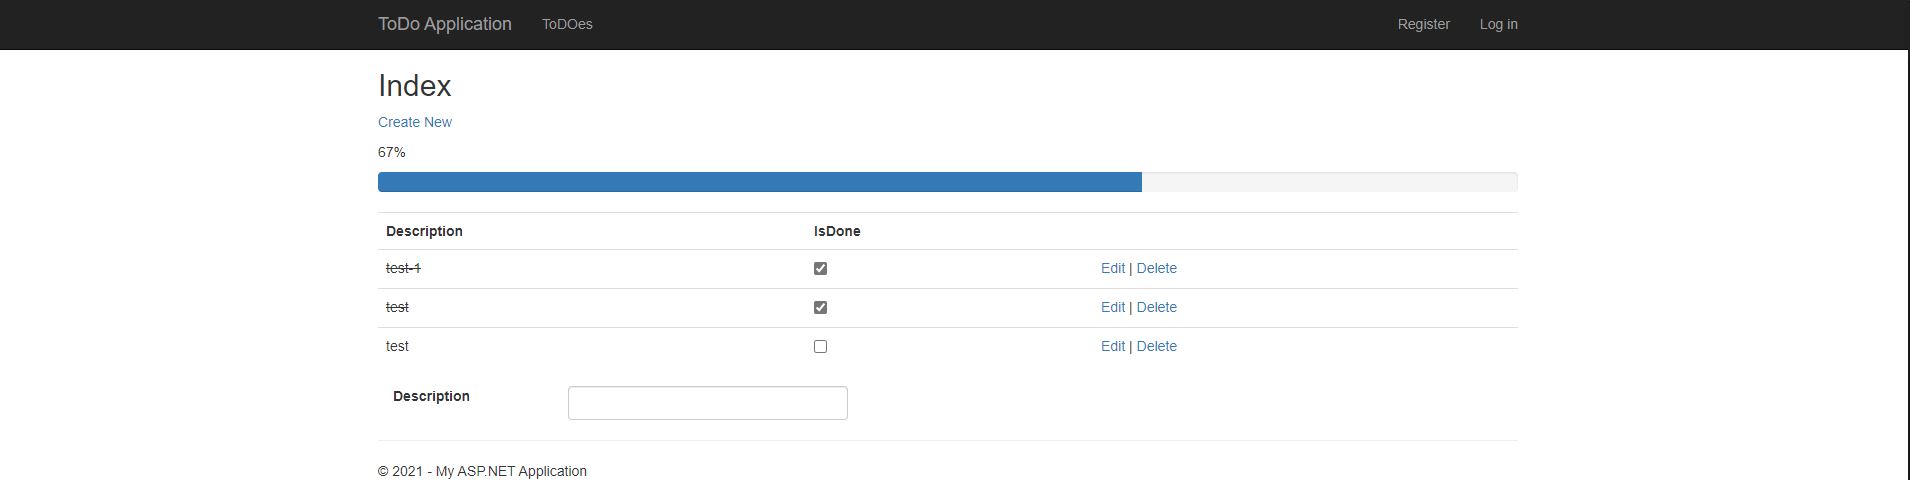 ToDo Application ToDOes Register Log in
Index
Create New
67%
Description IsDone
test-1 Edit | Delete
test Edit | Delete
test Edit | Delete
Description
© 2021 - My ASP.NET Application